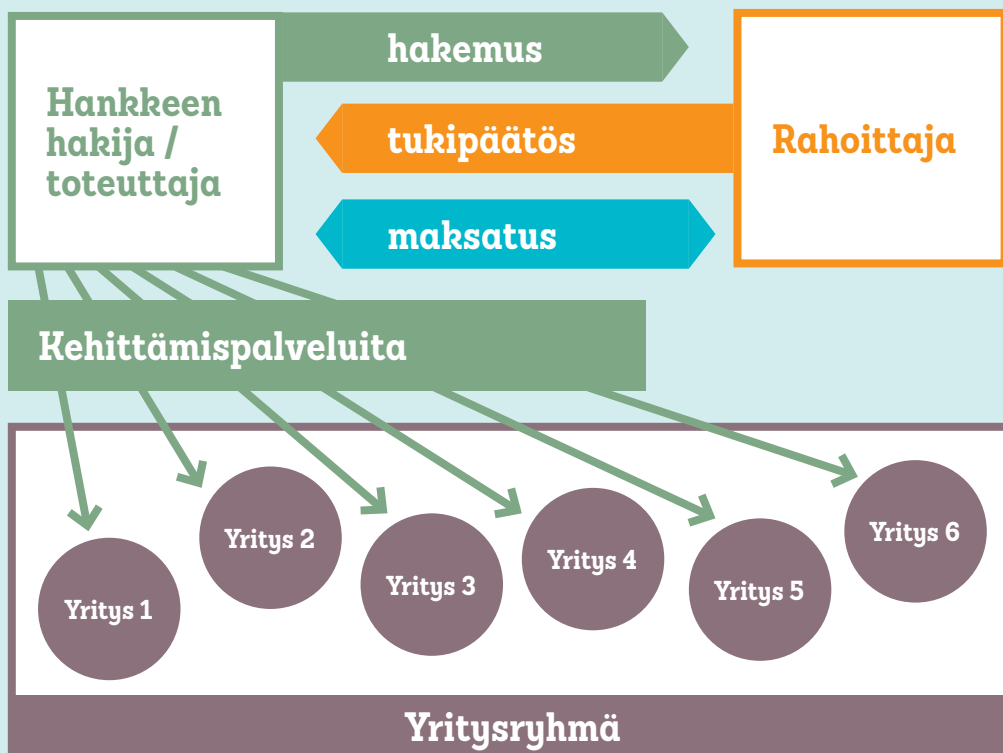 Hankkeen
hakija /
toteuttaja
hakemus
tukipäätös
maksatus
Rahoittaja
Kehittämispalveluita
Yritys 1
Yritys 2
Yritys 3
Yritys 4
Yritys 5
Yritys 6
Yritysryhmä